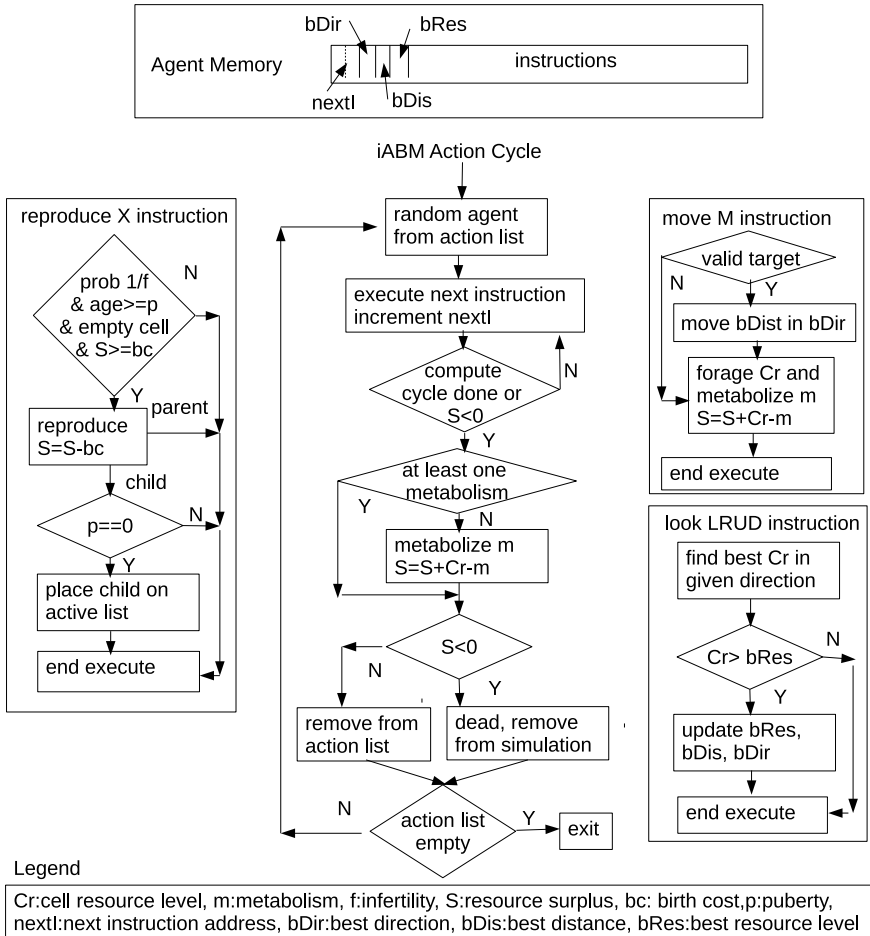 bDir
bRes
Agent Memory
instructions
nextI
bDis
iABM Action Cycle
reproduce X instruction
prob 1/f
& age>=p
& empty cell
& S>=bc
N
Y
parent
reproduce
S=S-bc
child
p==0
N
Y
place child on
active list
end execute
random agent
from action list
execute next instruction
increment nextI
compute
cycle done or
S<0
N
Y
at least one
metabolism
Y
N
metabolize m
S=S+Cr-m
S<0
N
Y
remove from
action list
dead, remove
from simulation
action list
empty
N
Y
exit
move M instruction
valid target
N
Y
move bDist in bDir
forage Cr and
metabolize m
S=S+Cr-m
end execute
look LRUD instruction
find best Cr in
given direction
Cr> bRes
N
Y
update bRes,
bDis, bDir
end execute
Legend
Cr:cell resource level, m:metabolism, f:infertility, S:resource surplus, bc: birth cost,p:puberty,
nextI:next instruction address, bDir:best direction, bDis:best distance, bRes:best resource level